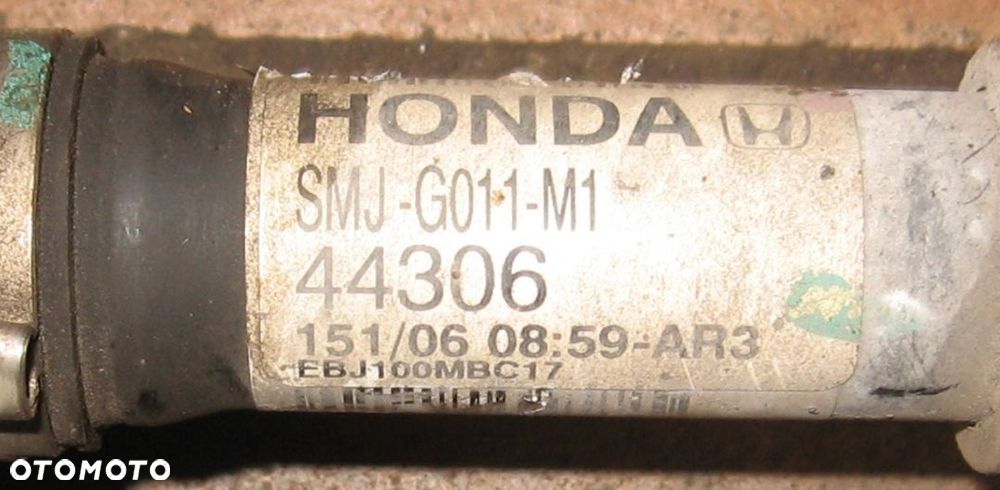 HONDA
SMJ-G011-M1
44306
151/06 08:59-AR3
EBJ100MBC17
OTOMOTO